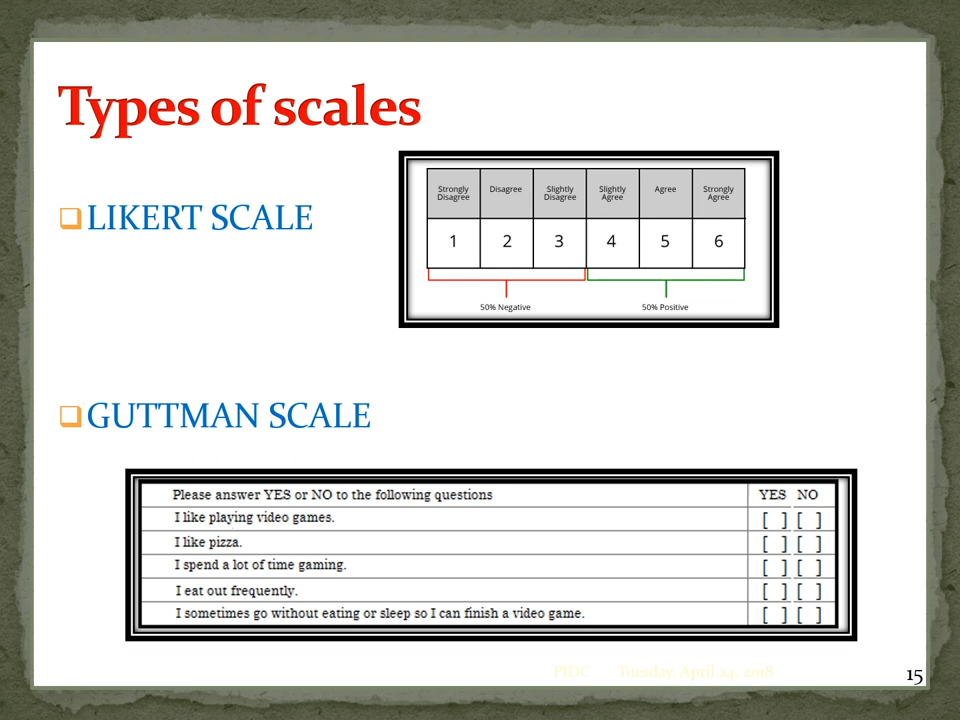 Types of scales
LIKERT SCALE
Strongly Disagree Disagree Slightly Disagree Slightly Agree Agree Strongly Agree
1 2 3 4 5 6
50% Negative 50% Positive
GUTTMAN SCALE
Please answer YES or NO to the following questions YES NO
I like playing video games. [ ] [ ]
I like pizza. [ ] [ ]
I spend a lot of time gaming. [ ] [ ]
I eat out frequently. [ ] [ ]
I sometimes go without eating or sleep so I can finish a video game. [ ] [ ]
PIDC Tuesday, April 24, 2018 15